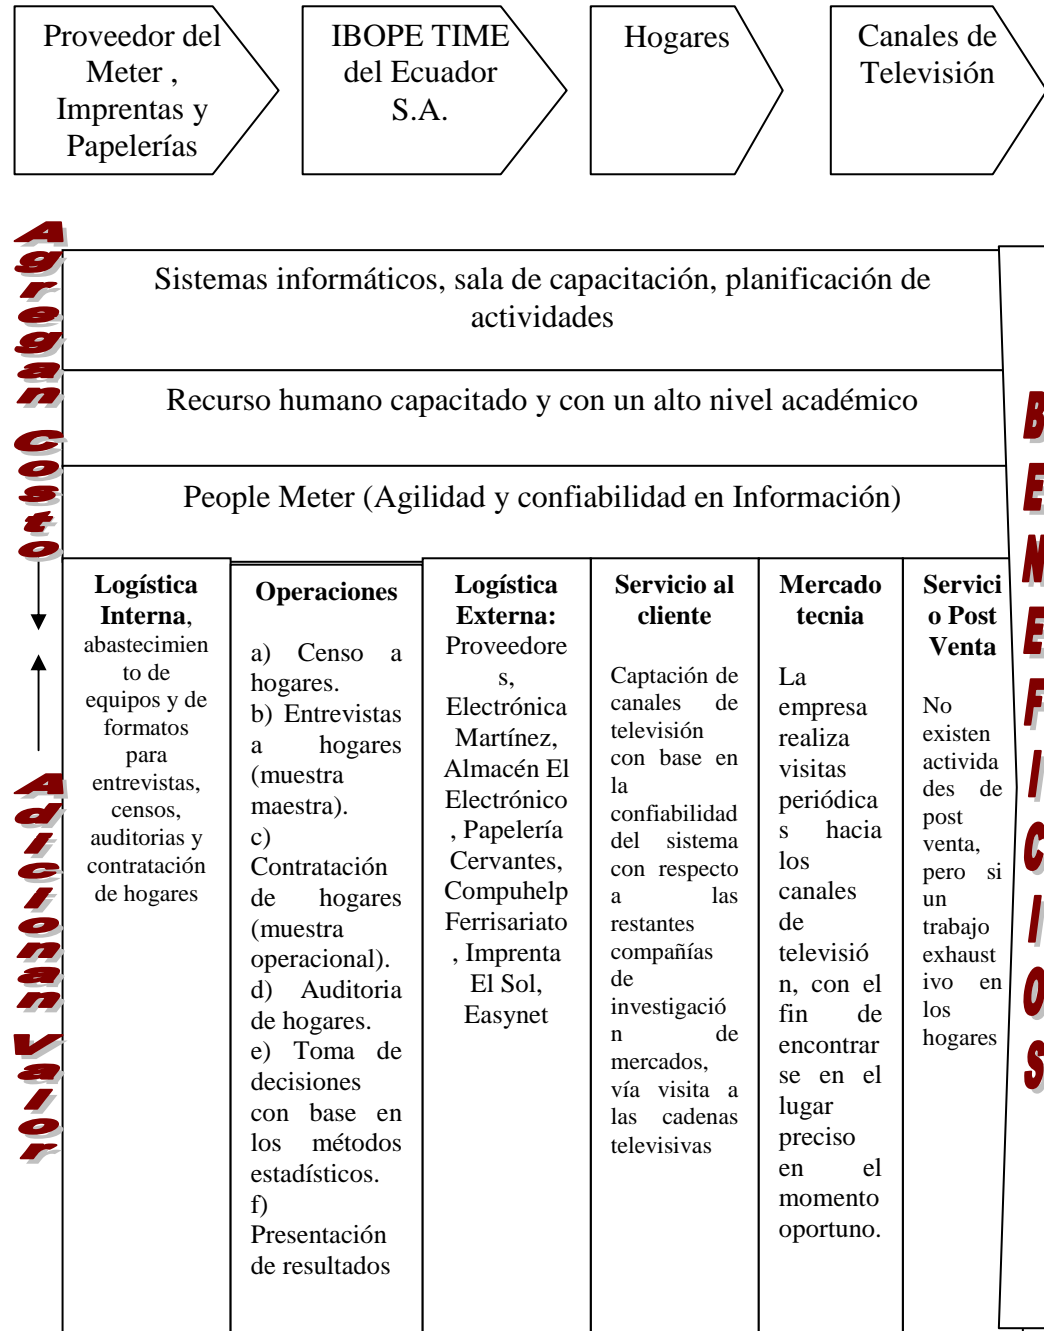 Proveedor del
Meter ,
Imprentas y
Papelerías
IBOPE TIME
del Ecuador
S.A.
Hogares
Canales de
Televisión
Agregan Costo
Sistemas informáticos, sala de capacitación, planificación de
actividades
Recurso humano capacitado y con un alto nivel académico
People Meter (Agilidad y confiabilidad en Información)
Adicionan Valor
Logística
Interna,
abastecimien
to de
equipos y de
formatos
para
entrevistas,
censos,
auditorias y
contratación
de hogares
Operaciones
a) Censo a
hogares.
b) Entrevistas
a hogares
(muestra
maestra).
c)
Contratación
de hogares
(muestra
operacional).
d) Auditoria
de hogares.
e) Toma de
decisiones
con base en
los métodos
estadísticos.
f)
Presentación
de resultados
Logística
Externa:
Proveedore
s,
Electrónica
Martínez,
Almacén El
Electrónico
, Papelería
Cervantes,
Compuhelp
Ferrisariato
, Imprenta
El Sol,
Easynet
Servicio al
cliente
Captación de
canales de
televisión
con base en
la
confiabilidad
del sistema
con respecto
a las
restantes
compañías
de
investigació
n de
mercados,
vía visita a
las cadenas
televisivas
Mercado
tecnia
La
empresa
realiza
visitas
periódica
s hacia
los
canales
de
televisió
n, con el
fin de
encontrar
se en el
lugar
preciso
en el
momento
oportuno.
Servici
o Post
Venta
No
existen
activida
des de
post
venta,
pero si
un
trabajo
exhaust
ivo en
los
hogares
BENEFICIOS